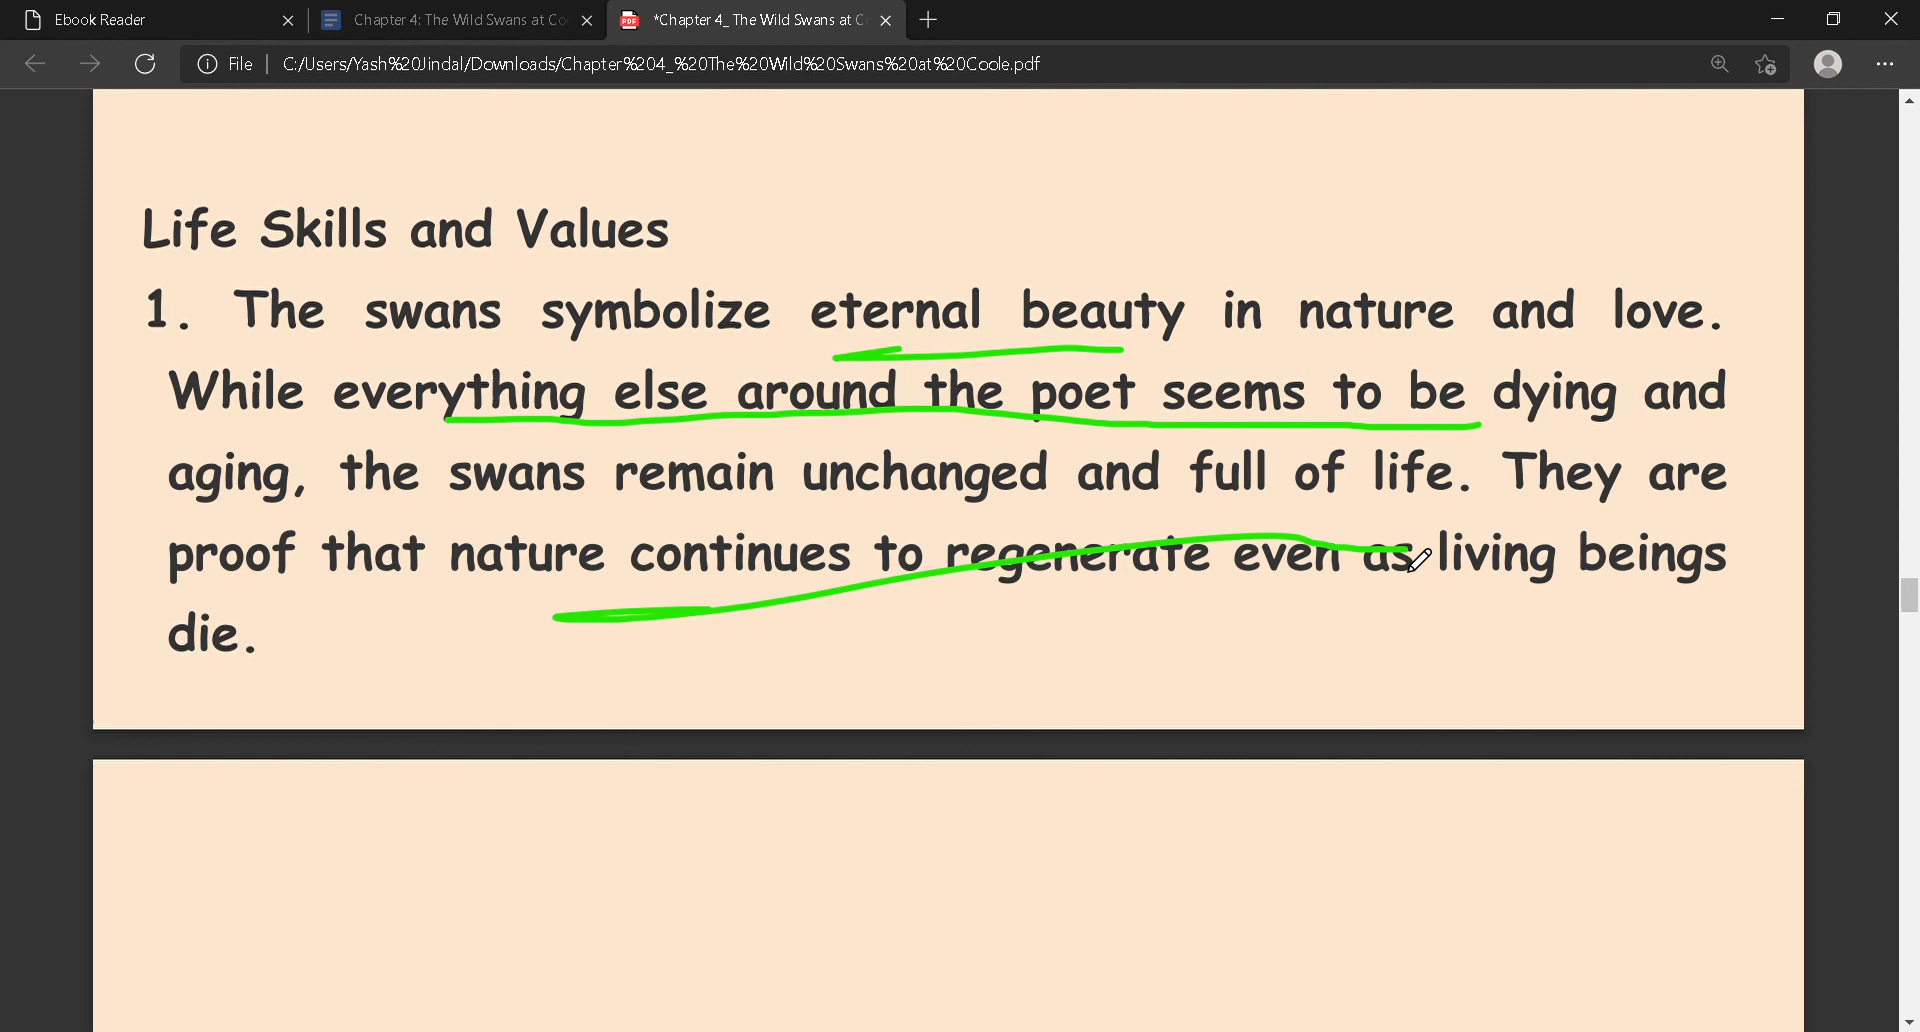 Ebook Reader
Chapter 4: The Wild Swans at Co
*Chapter 4_ The Wild Swans at C
File
C:/Users/Yash%20Jindal/Downloads/Chapter%204_%20The%20Wild%20Swans%20at%20Coole.pdf
Life Skills and Values
1. The swans symbolize eternal beauty in nature and love.
While everything else around the poet seems to be dying and
aging, the swans remain unchanged and full of life. They are
proof that nature continues to regenerate even as living beings
die.